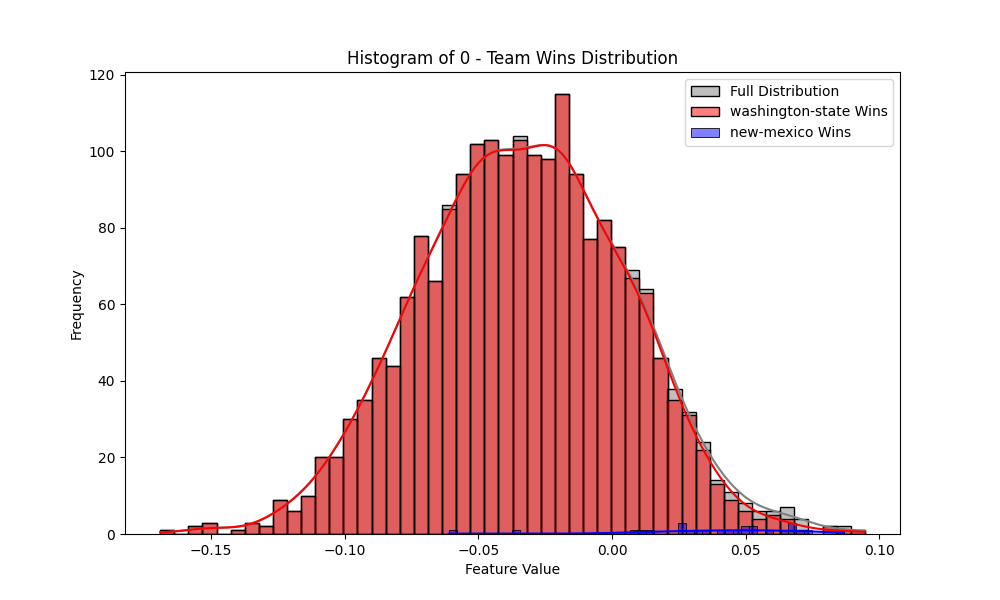 Histogram of 0 - Team Wins Distribution
Full Distribution
washington-state Wins
new-mexico Wins
Frequency
120
100
80
60
40
20
0
−0.15 −0.10 −0.05 0.00 0.05 0.10
Feature Value